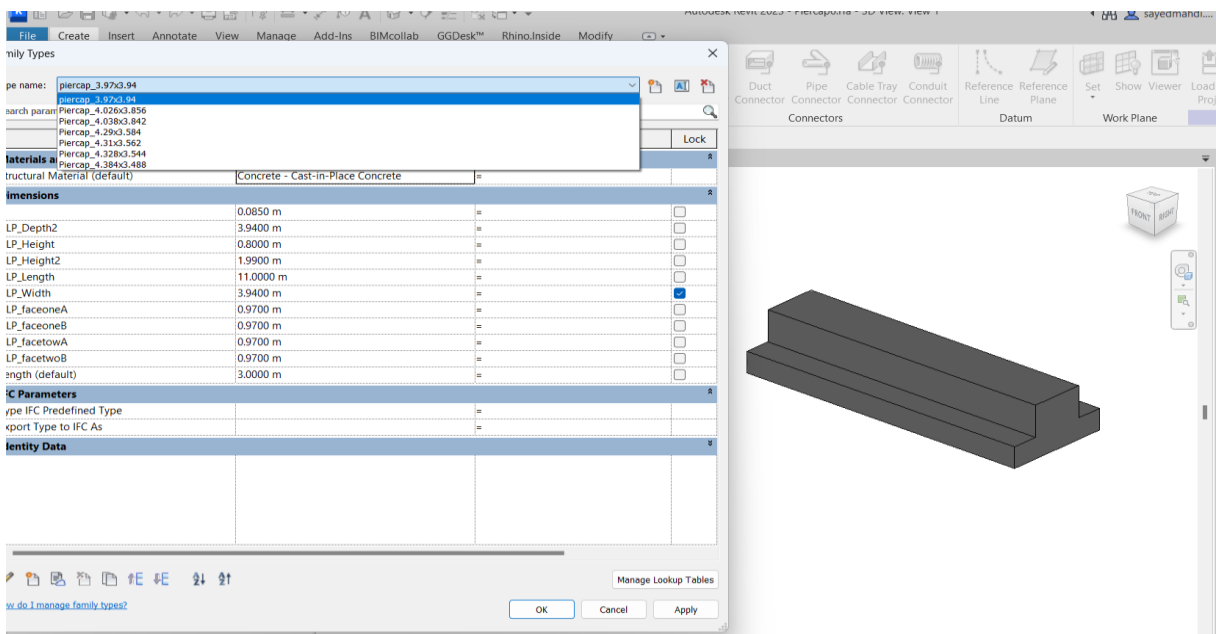 Autodesk Revit 2023 - Piercap6.rfa - 3D View: View 1
sayedmandi....
File Create Insert Annotate View Manage Add-Ins BIMcollab GGDesk™ Rhino.Inside Modify
mily Types
pe name: piercap_3.97x3.94
piercap_3.97x3.94
Piercap_4.026x3.856
Piercap_4.038x3.842
Piercap_4.29x3.584
Piercap_4.31x3.562
Piercap_4.328x3.544
Piercap_4.384x3.488
earch param
Lock
Materials a
tructural Material (default) Concrete - Cast-in-Place Concrete =
imensions
0.0850 m =
LP_Depth2 3.9400 m =
LP_Height 0.8000 m =
LP_Height2 1.9900 m =
LP_Length 11.0000 m =
LP_Width 3.9400 m =
LP_faceoneA 0.9700 m =
LP_faceoneB 0.9700 m =
LP_facetowA 0.9700 m =
LP_facetwoB 0.9700 m =
ength (default) 3.0000 m =
FC Parameters
ype IFC Predefined Type =
xport Type to IFC As =
dentity Data
Manage Lookup Tables
w do I manage family types?
OK Cancel Apply
Duct Connector
Pipe Connector
Cable Tray Connector
Conduit Connector
Reference Line
Reference Plane
Set Show Viewer Load Proj
Connectors Datum Work Plane
FRONT RIGHT